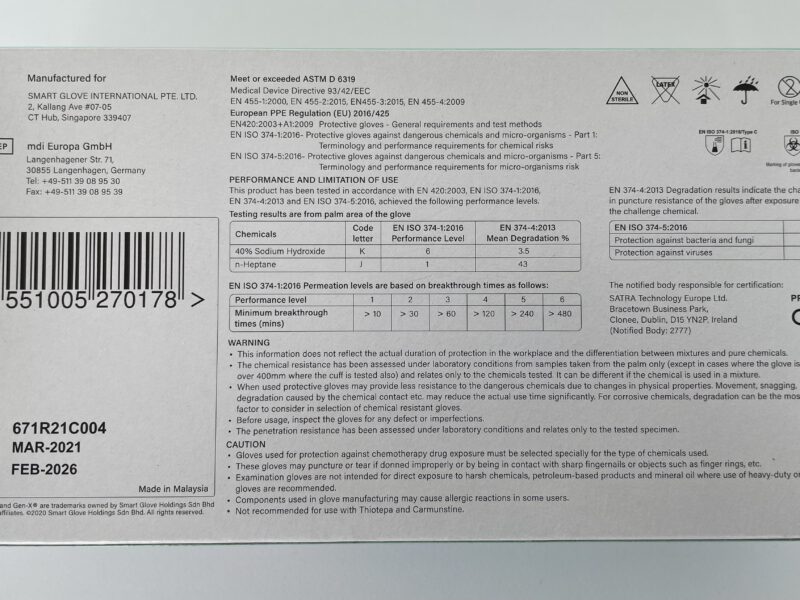 Manufactured for
SMART GLOVE INTERNATIONAL PTE. LTD.
2, Kallang Ave #07-05
CT Hub, Singapore 339407
EP
mdi Europa GmbH
Langenhagener Str. 71,
30855 Langenhagen, Germany
Tel: +49-511 39 08 95 30
Fax: +49-511 39 08 95 39
551005 270178 >
671R21C004
MAR-2021
FEB-2026
Made in Malaysia
and Gen-X® are trademarks owned by Smart Glove Holdings Sdn Bhd
affiliates. ©2020 Smart Glove Holdings Sdn Bhd. All rights reserved.
Meet or exceeded ASTM D 6319
Medical Device Directive 93/42/EEC
EN 455-1:2000, EN 455-2:2015, EN455-3:2015, EN 455-4:2009
European PPE Regulation (EU) 2016/425
EN420:2003+A1:2009 Protective gloves - General requirements and test methods
EN ISO 374-1:2016- Protective gloves against dangerous chemicals and micro-organisms - Part 1:
Terminology and performance requirements for chemical risks
EN ISO 374-5:2016- Protective gloves against dangerous chemicals and micro-organisms - Part 5:
Terminology and performance requirements for micro-organisms risk
PERFORMANCE AND LIMITATION OF USE
This product has been tested in accordance with EN 420:2003, EN ISO 374-1:2016,
EN 374-4:2013 and EN ISO 374-5:2016, achieved the following performance levels.
Testing results are from palm area of the glove
Chemicals Code letter EN ISO 374-1:2016 Performance Level EN 374-4:2013 Mean Degradation %
40% Sodium Hydroxide K 6 3.5
n-Heptane J 1 43
EN ISO 374-1:2016 Permeation levels are based on breakthrough times as follows:
Performance level 1 2 3 4 5 6
Minimum breakthrough times (mins) > 10 > 30 > 60 > 120 > 240 > 480
WARNING
• This information does not reflect the actual duration of protection in the workplace and the differentiation between mixtures and pure chemicals.
• The chemical resistance has been assessed under laboratory conditions from samples taken from the palm only (except in cases where the glove is
over 400mm where the cuff is tested also) and relates only to the chemicals tested. It can be different if the chemical is used in a mixture.
• When used protective gloves may provide less resistance to the dangerous chemicals due to changes in physical properties. Movement, snagging,
degradation caused by the chemical contact etc. may reduce the actual use time significantly. For corrosive chemicals, degradation can be the most
factor to consider in selection of chemical resistant gloves.
• Before usage, inspect the gloves for any defect or imperfections.
• The penetration resistance has been assessed under laboratory conditions and relates only to the tested specimen.
CAUTION
• Gloves used for protection against chemotherapy drug exposure must be selected specially for the type of chemicals used.
• These gloves may puncture or tear if donned improperly or by being in contact with sharp fingernails or objects such as finger rings, etc.
• Examination gloves are not intended for direct exposure to harsh chemicals, petroleum-based products and mineral oil where use of heavy-duty or
gloves are recommended.
• Components used in glove manufacturing may cause allergic reactions in some users.
• Not recommended for use with Thiotepa and Carmunstine.
NON STERILE
LATEX
For Single
EN ISO 374-1:2016/Type C
EN ISO
EN 374-4:2013 Degradation results indicate the
in puncture resistance of the gloves after exposure
the challenge chemical.
EN ISO 374-5:2016
Protection against bacteria and fungi
Protection against viruses
The notified body responsible for certification:
SATRA Technology Europe Ltd.
Bracetown Business Park,
Clonee, Dublin, D15 YN2P, Ireland
(Notified Body: 2777)